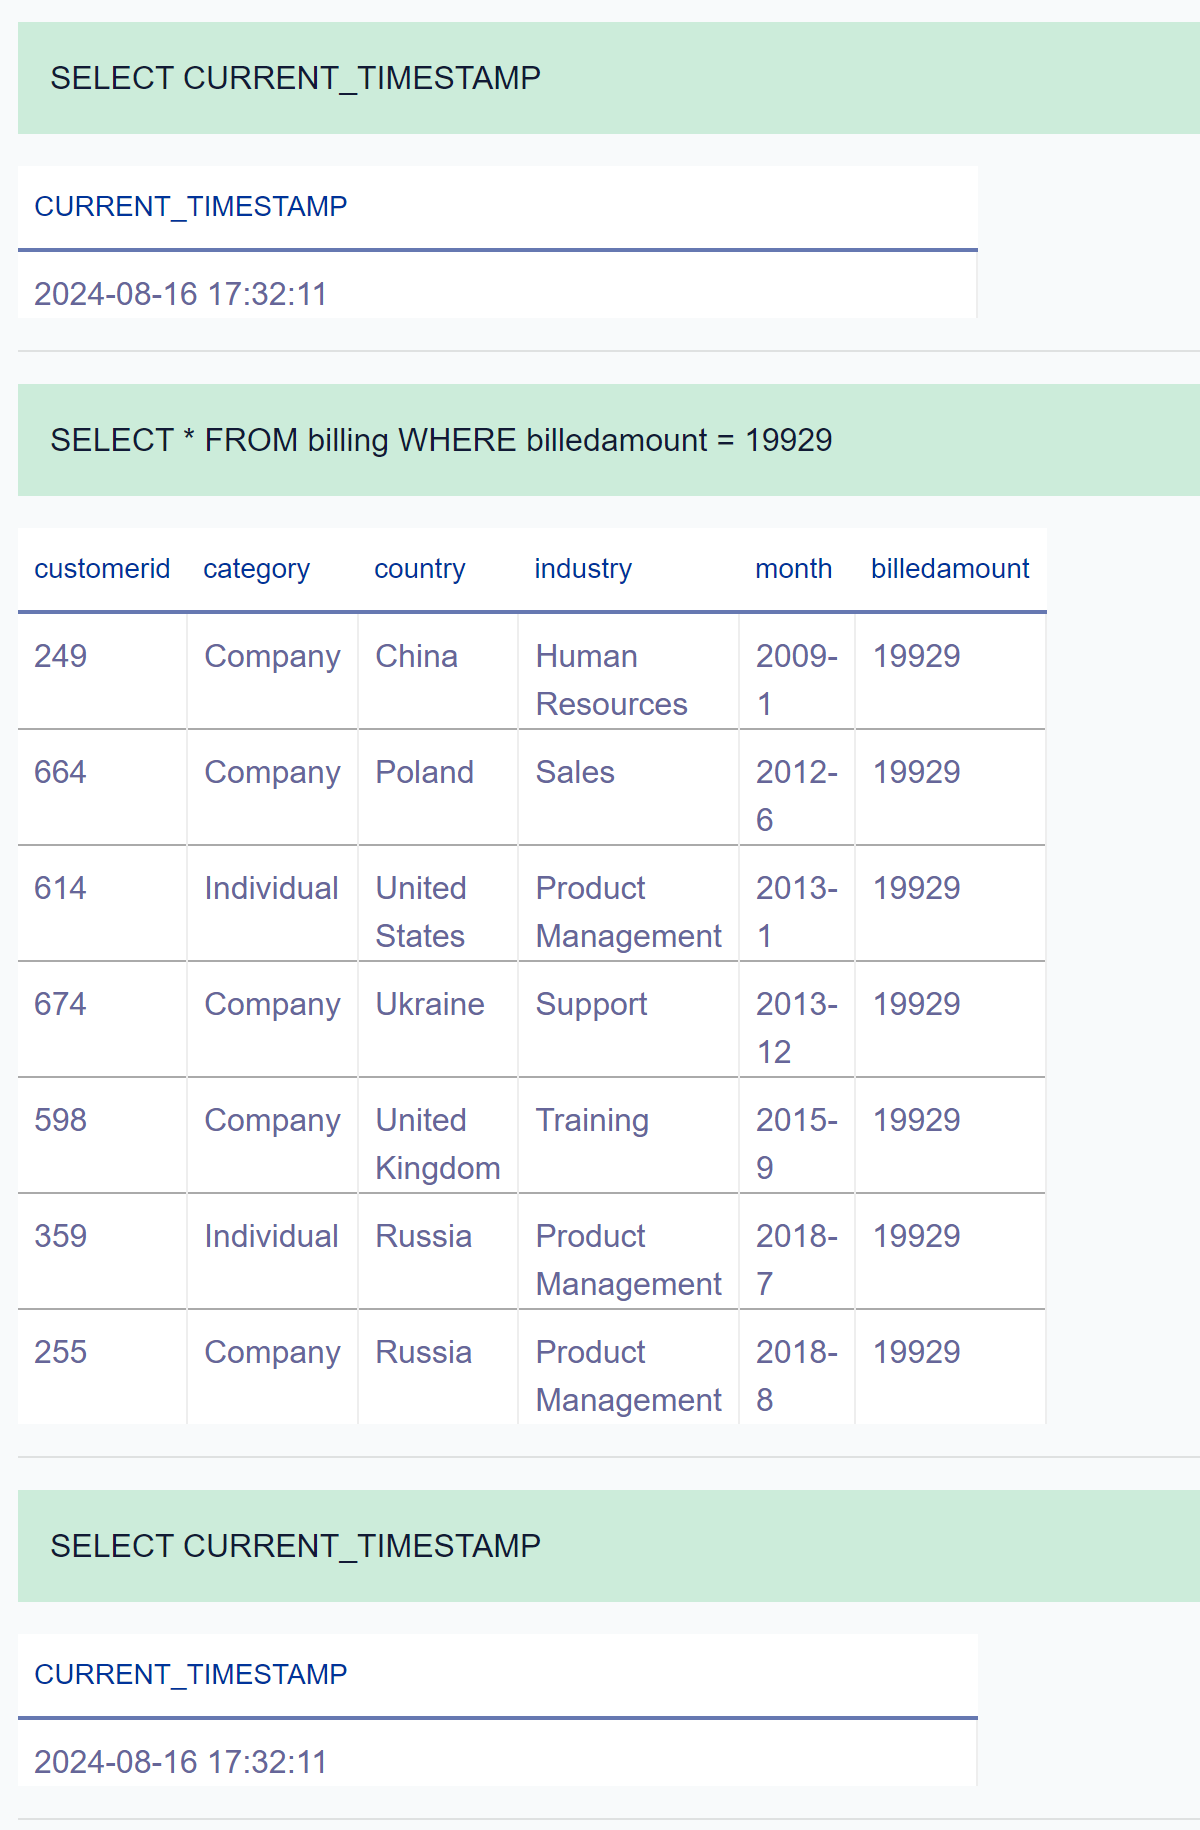 SELECT CURRENT_TIMESTAMP
CURRENT_TIMESTAMP
2024-08-16 17:32:11
SELECT * FROM billing WHERE billedamount = 19929
customerid category country industry month billedamount
249 Company China Human 2009- 19929
Resources 1
664 Company Poland Sales 2012- 19929
6
614 Individual United Product 2013- 19929
States Management 1
674 Company Ukraine Support 2013- 19929
12
598 Company United Training 2015- 19929
Kingdom 9
359 Individual Russia Product 2018- 19929
Management 7
255 Company Russia Product 2018- 19929
Management 8
SELECT CURRENT_TIMESTAMP
CURRENT_TIMESTAMP
2024-08-16 17:32:11